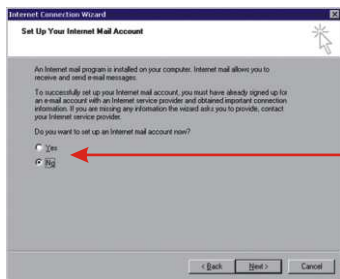 Internet Connection Wizard
Set Up Your Internet Mail Account
An Internet mail program is installed on your computer. Internet mail allows you to
receive and send e-mail messages.
To successfully set up your Internet mail account, you must have already signed up for
an e-mail account with an Internet service provider and obtained important connection
information. If you are missing any information the wizard asks you to provide, contact
your Internet service provider.
Do you want to set up an Internet mail account now?
Yes
No
< Back
Next >
Cancel